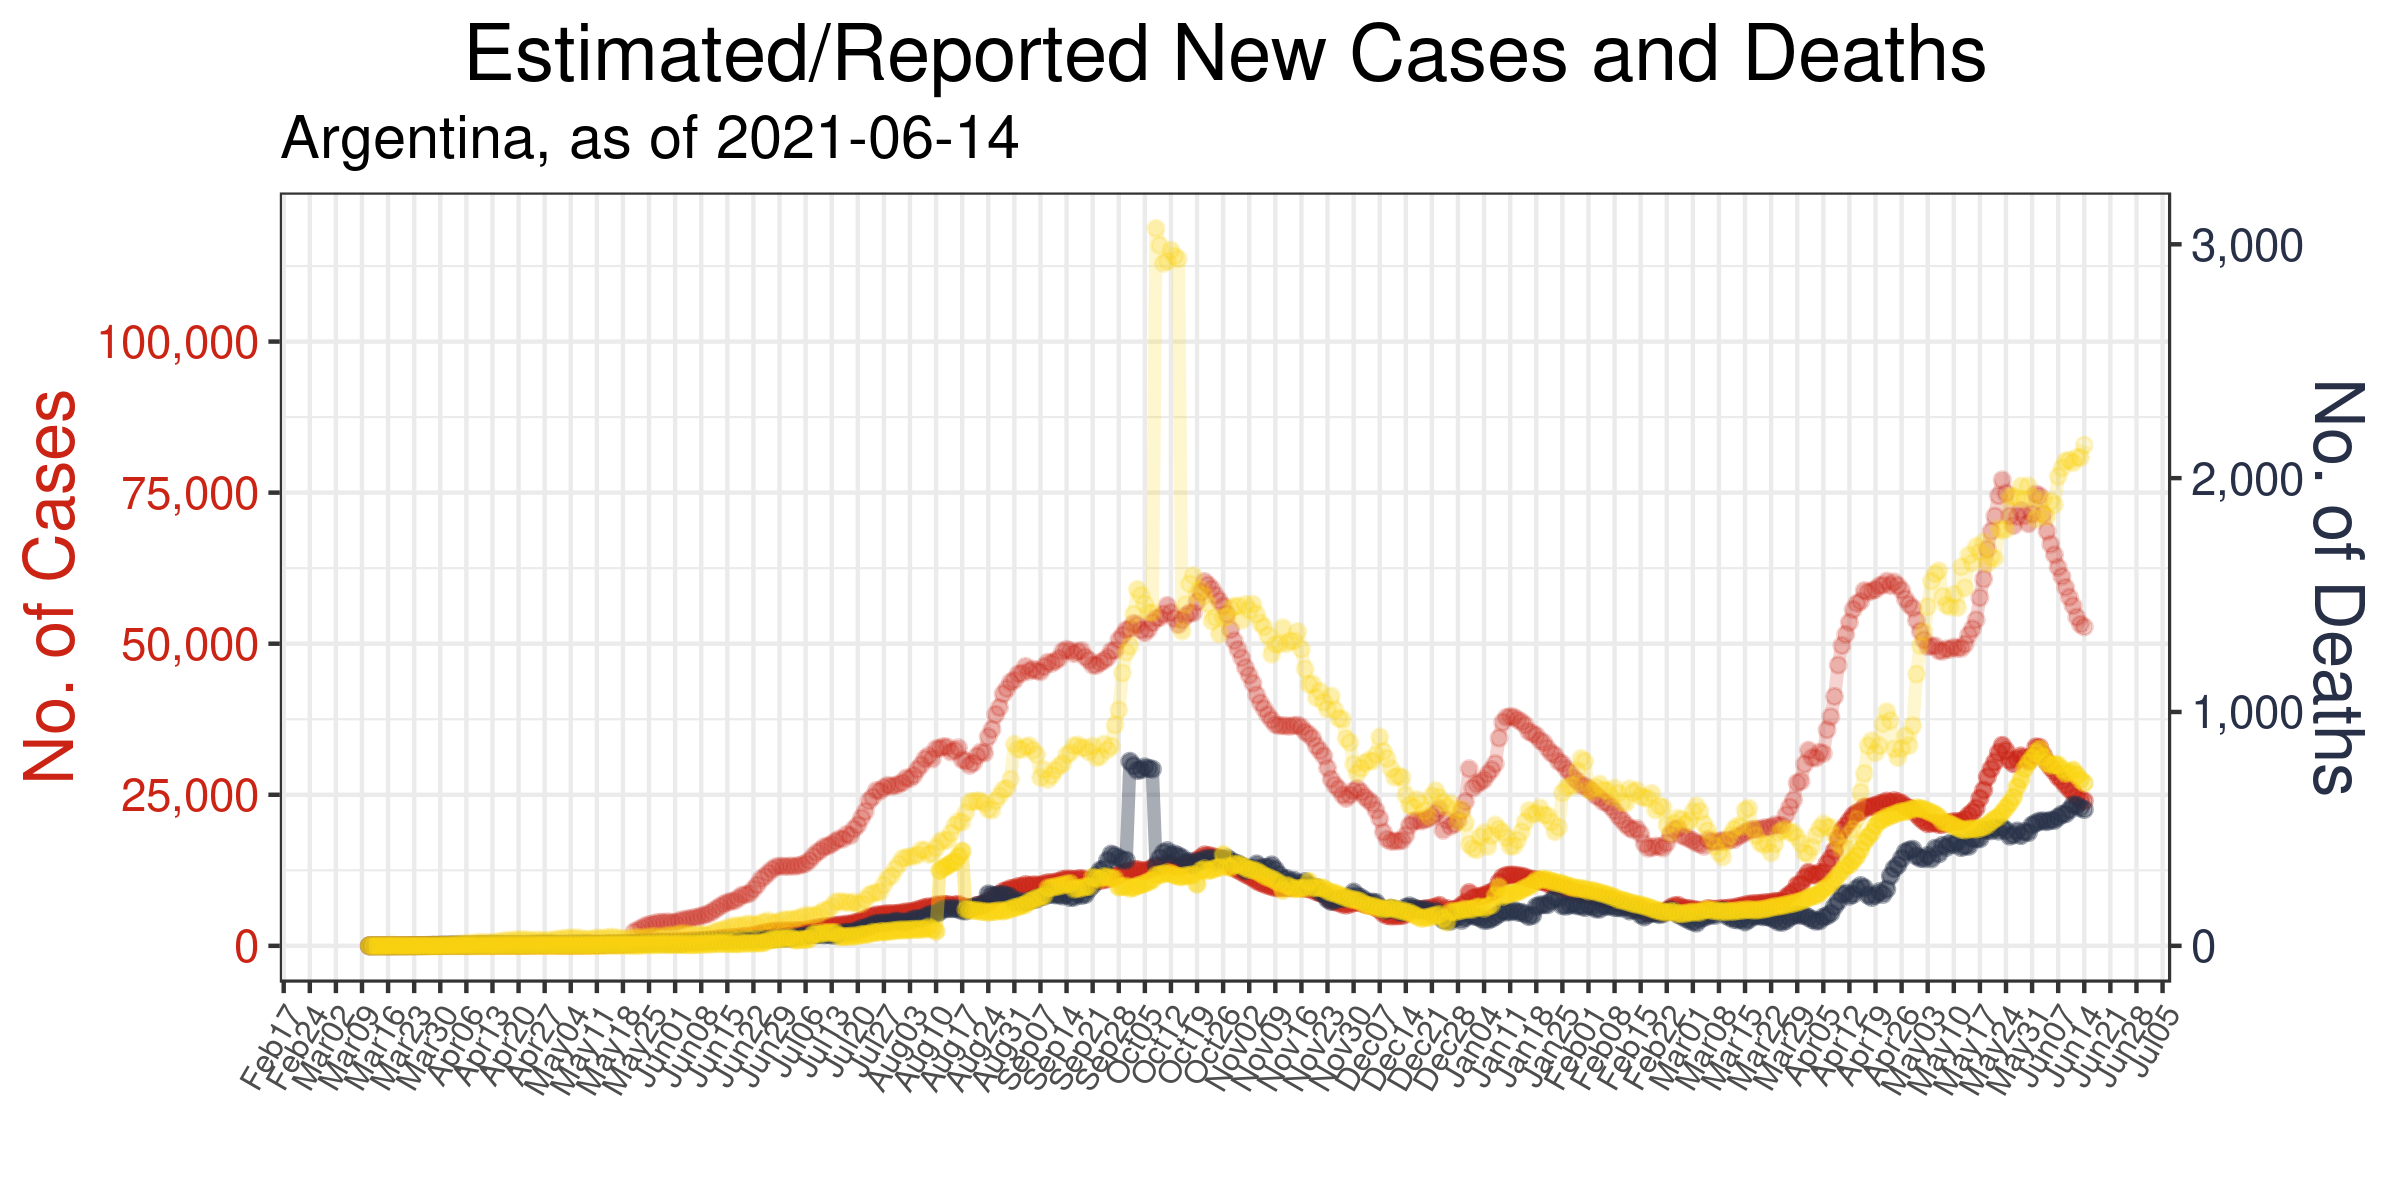 Estimated/Reported New Cases and Deaths
Argentina, as of 2021-06-14
No. of Cases
100,000
75,000
50,000
25,000
0
3,000
2,000
1,000
0
No. of Deaths
Feb17
Feb24
Mar02
Mar09
Mar16
Mar23
Mar30
Apr06
Apr13
Apr20
Apr27
May04
May11
May18
May25
Jun01
Jun08
Jun15
Jun22
Jun29
Jul06
Jul13
Jul20
Jul27
Aug03
Aug10
Aug17
Aug24
Aug31
Sep07
Sep14
Sep21
Sep28
Oct05
Oct12
Oct19
Oct26
Nov02
Nov09
Nov16
Nov23
Nov30
Dec07
Dec14
Dec21
Dec28
Jan04
Jan11
Jan18
Jan25
Feb01
Feb08
Feb15
Feb22
Mar01
Mar08
Mar15
Mar22
Mar29
Apr05
Apr12
Apr19
Apr26
May03
May10
May17
May24
May31
Jun07
Jun14
Jun21
Jun28
Jul05